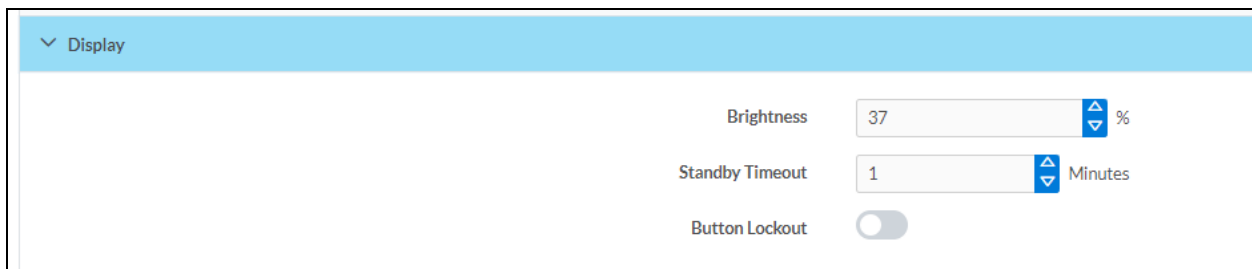 Display
Brightness 37 %
Standby Timeout 1 Minutes
Button Lockout